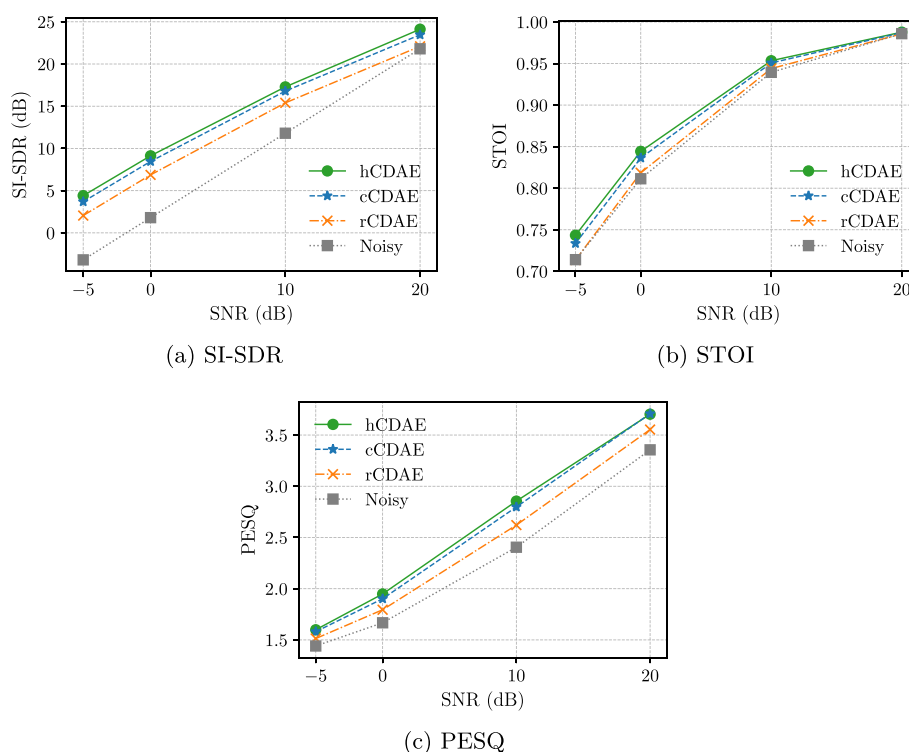 25
20
15
10
5
0
SI-SDR (dB)
hCDAE
cCDAE
rCDAE
Noisy
−5 0 10 20
SNR (dB)
(a) SI-SDR
1.00
0.95
0.90
0.85
0.80
0.75
0.70
STOI
hCDAE
cCDAE
rCDAE
Noisy
−5 0 10 20
SNR (dB)
(b) STOI
3.5
3.0
2.5
2.0
1.5
PESQ
hCDAE
cCDAE
rCDAE
Noisy
−5 0 10 20
SNR (dB)
(c) PESQ